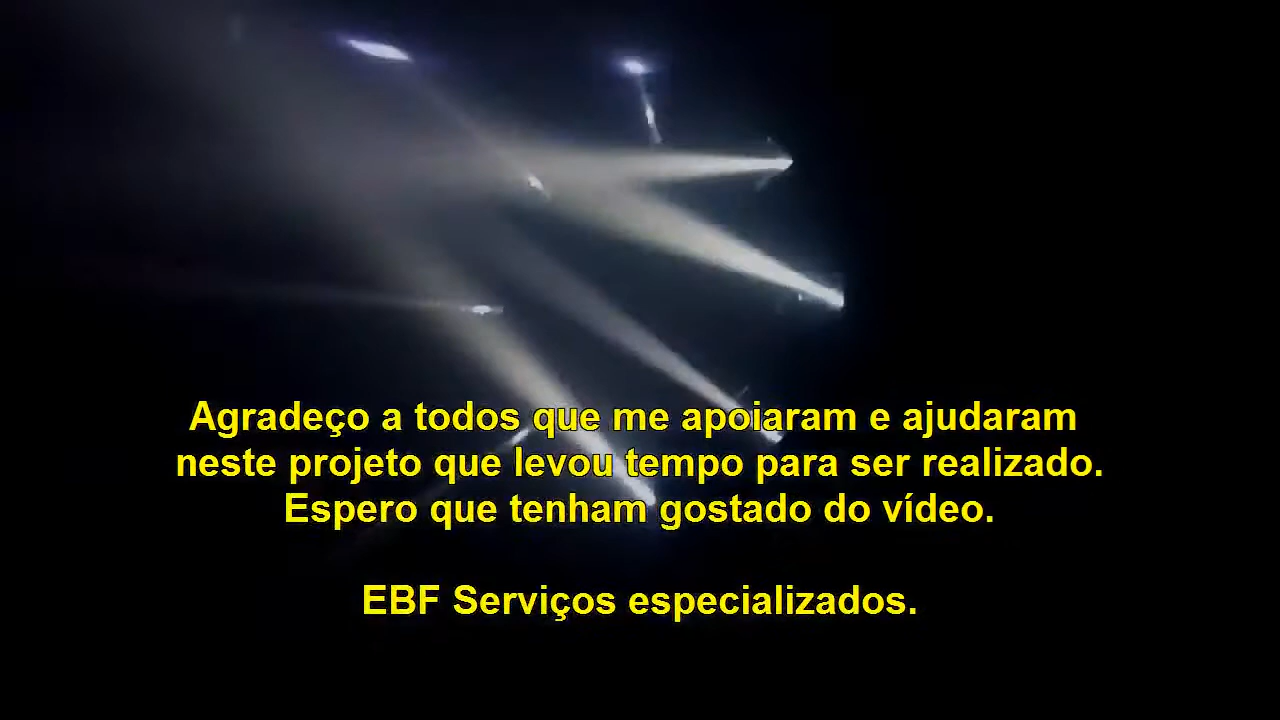 Agradeço a todos que me apoiaram e ajudaram
neste projeto que levou tempo para ser realizado.
Espero que tenham gostado do vídeo.
EBF Serviços especializados.